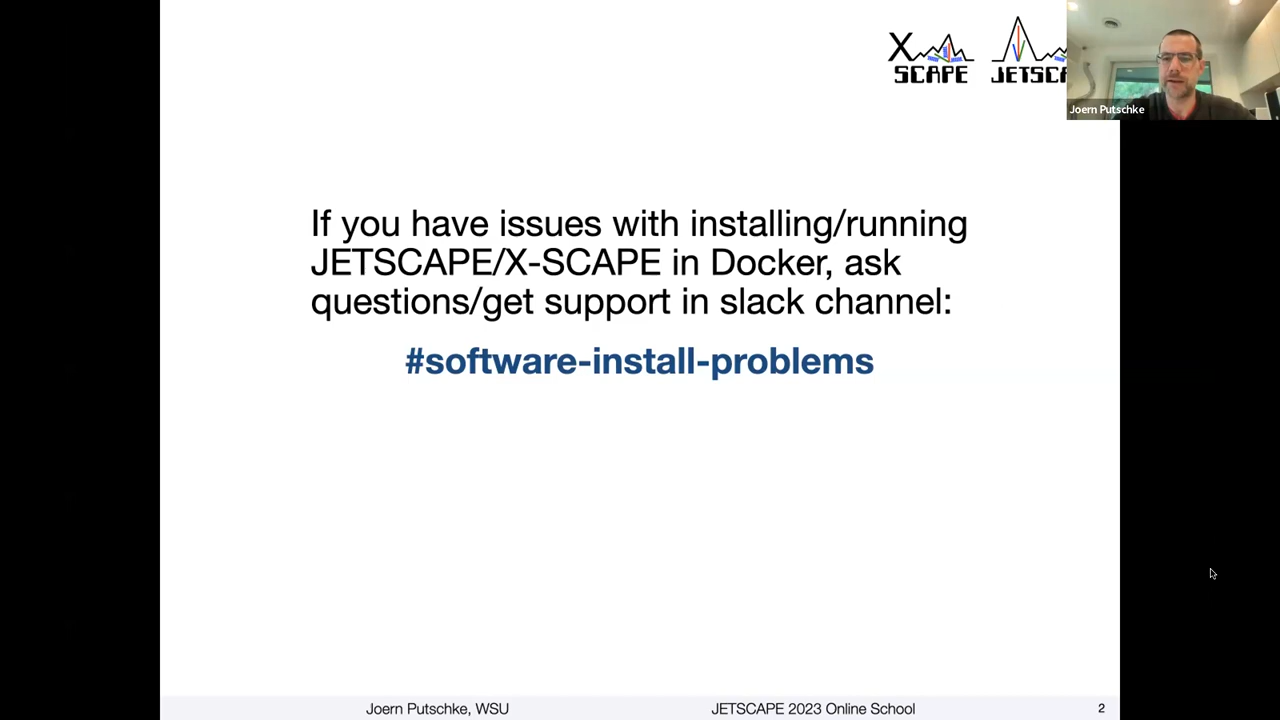 X
SCAPE
JETSCA
Joern Putschke
If you have issues with installing/running
JETSCAPE/X-SCAPE in Docker, ask
questions/get support in slack channel:
#software-install-problems
Joern Putschke, WSU
JETSCAPE 2023 Online School
2